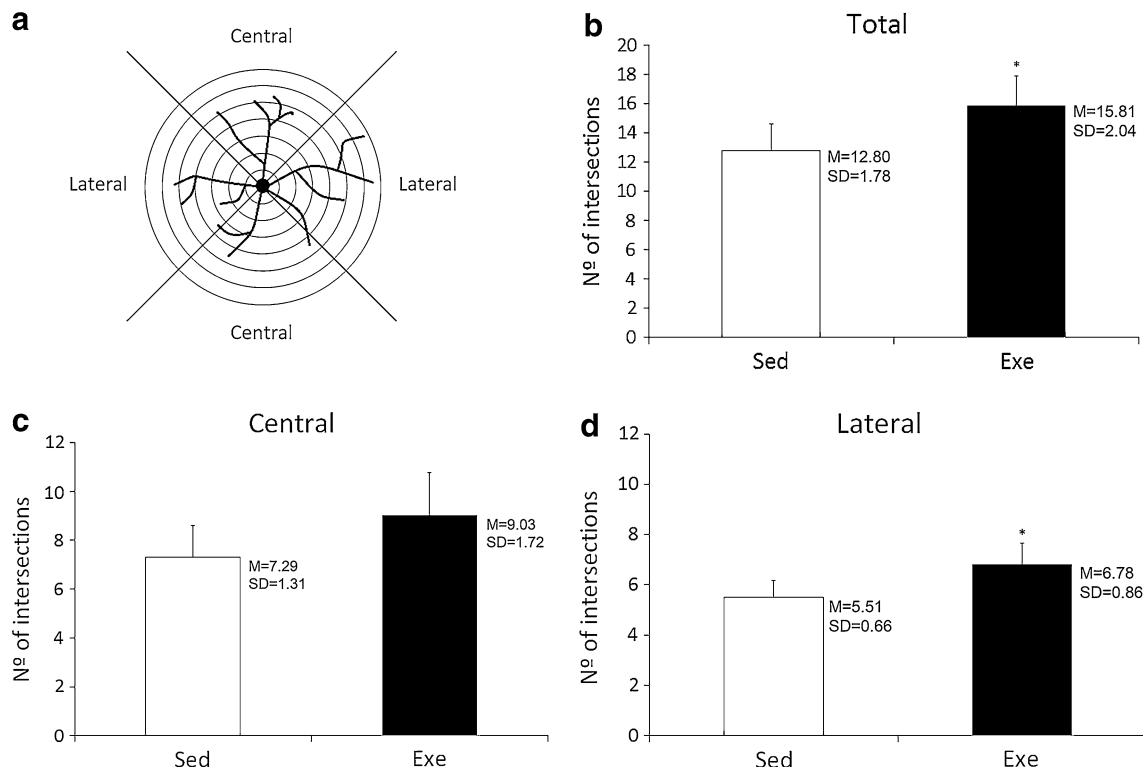 a
Central
Lateral
Lateral
Central
b
Total
Nº of intersections
20
18
16
14
12
10
8
6
4
2
0
M=12.80
SD=1.78
*
M=15.81
SD=2.04
Sed
Exe
c
Central
Nº of intersections
12
10
8
6
4
2
0
M=7.29
SD=1.31
M=9.03
SD=1.72
Sed
Exe
d
Lateral
Nº of intersections
12
10
8
6
4
2
0
M=5.51
SD=0.66
*
M=6.78
SD=0.86
Sed
Exe